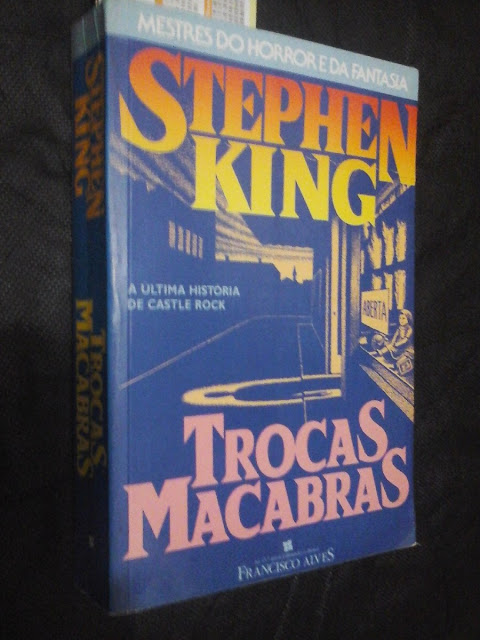 MESTRES DO HORROR E DA FANTASIA
STEPHEN
KING
A ÚLTIMA HISTÓRIA
DE CASTLE ROCK
ABERTA
TROCAS
MACABRAS
FRANCISCO ALVES
STEPHEN
KING
TROCAS
MACABRAS